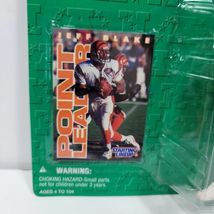 JEFF BLAKE
POINT
LEADER
STARTING
LINEUP
WARNING:
CHOKING HAZARD-Small parts
not for children under 3 years.
AGES 4 TO 104